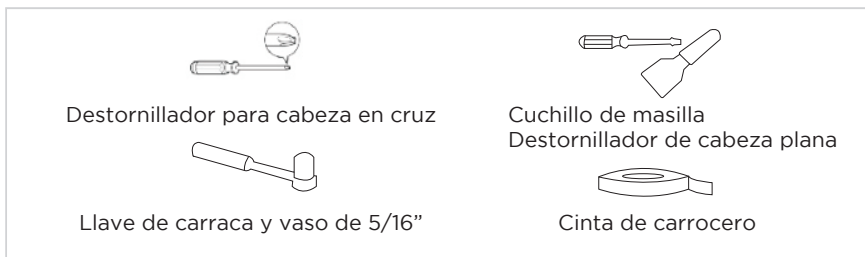 Destornillador para cabeza en cruz
Cuchillo de masilla
Destornillador de cabeza plana
Llave de carraca y vaso de 5/16”
Cinta de carrocero